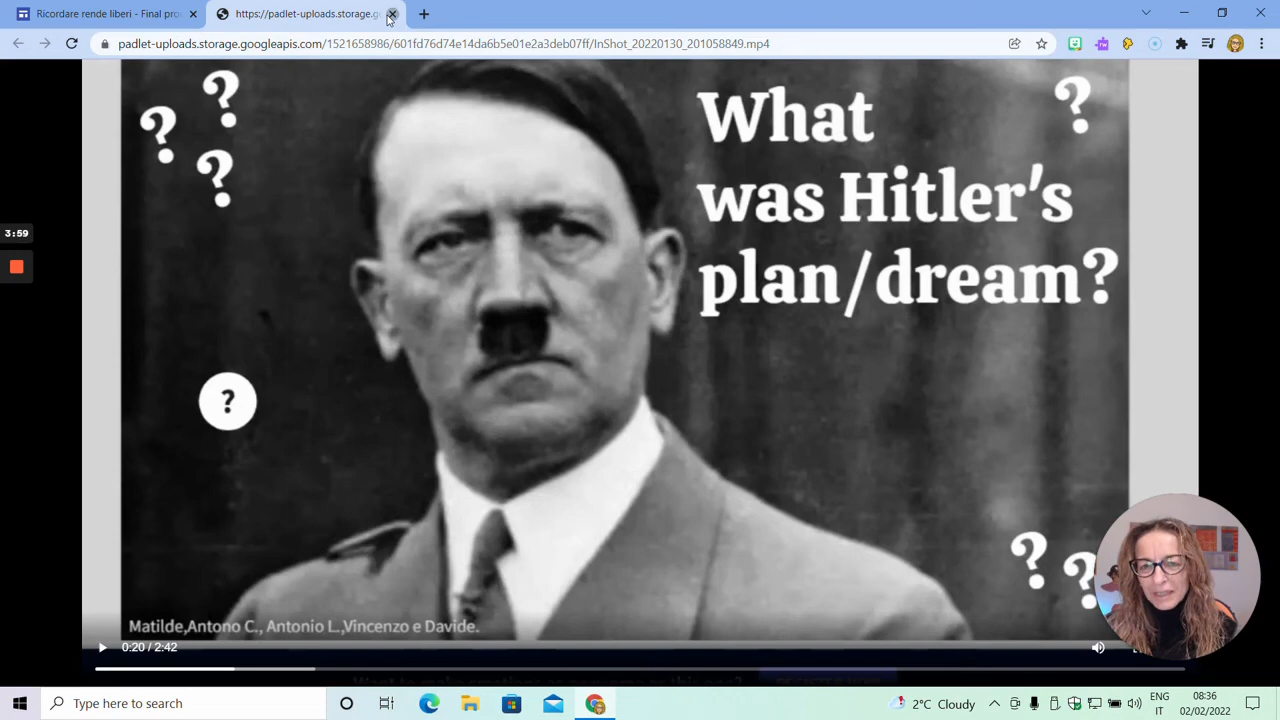 Ricordare rende liberi - Final pro
https://padlet-uploads.storage.g
padlet-uploads.storage.googleapis.com/1521658986/601fd76d74e14da6b5e01e2a3deb07ff/InShot_20220130_201058849.mp4
? ? ?
What
was Hitler's
plan/dream?
?
3:59
?
? ?
Matilde,Antono C., Antonio L.,Vincenzo e Davide.
0:20 / 2:42
Type here to search
2°C Cloudy
ENG
IT
08:36
02/02/2022